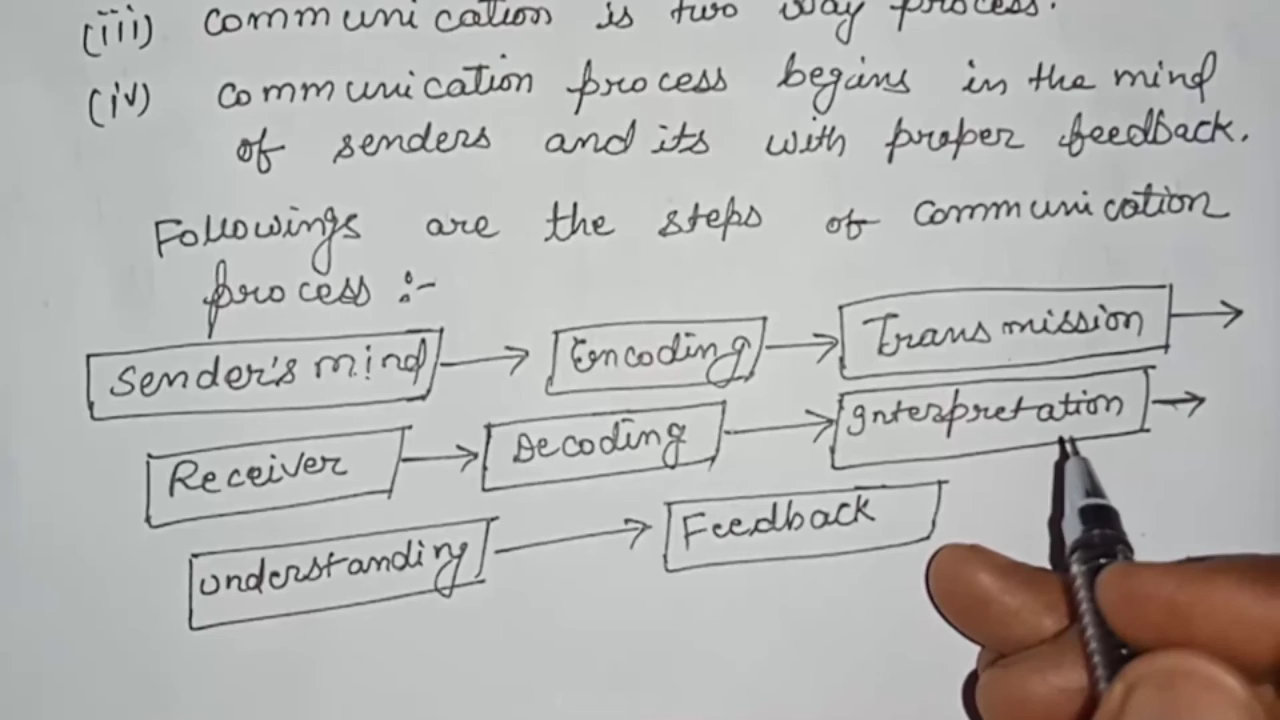 (iii) communication is two way process.
(iv) communication process begins in the mind
of senders and its with proper feedback.
Followings are the steps of communication
process :-
Sender's mind → Encoding → Transmission →
Receiver → Decoding → Interpretation →
understanding → Feedback